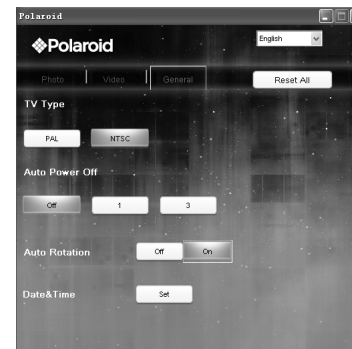 Polaroid
Polaroid
English
Photo Video General
Reset All
TV Type
PAL NTSC
Auto Power Off
Off 1 3
Auto Rotation Off On
Date&Time Set